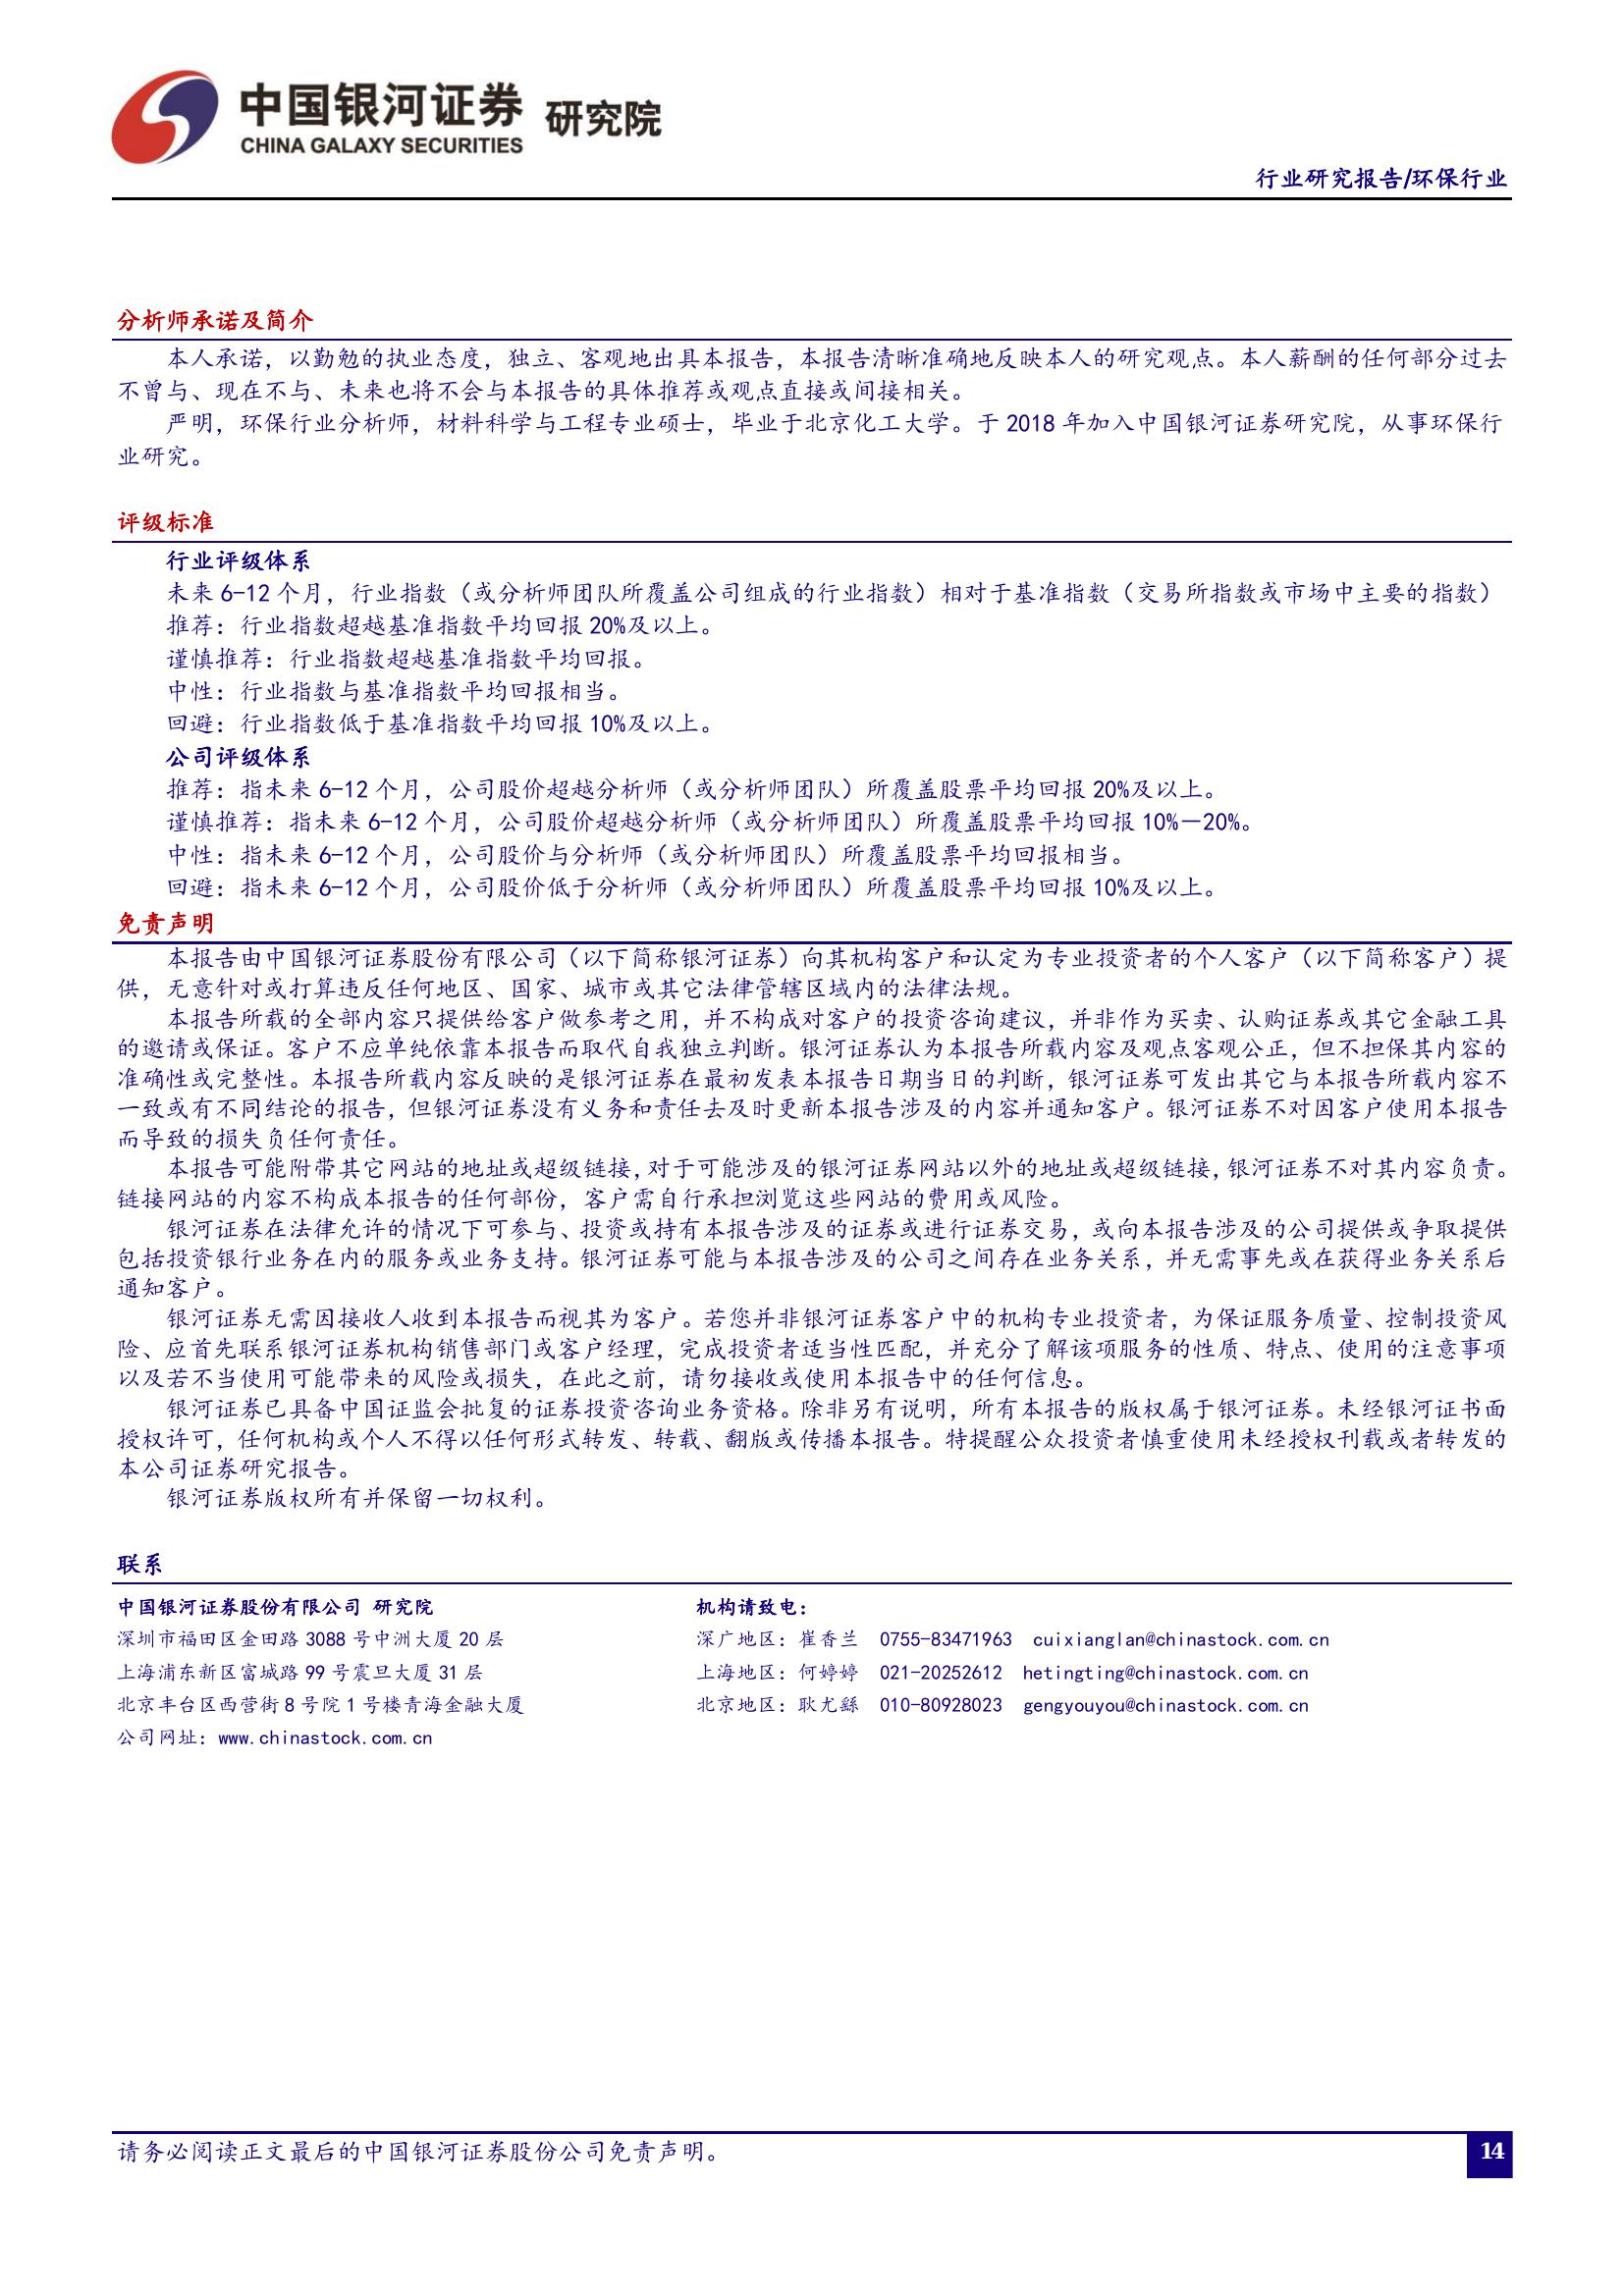 中国银河证券 研究院
CHINA GALAXY SECURITIES
行业研究报告/环保行业
分析师承诺及简介
本人承诺，以勤勉的执业态度，独立、客观地出具本报告，本报告清晰准确地反映本人的研究观点。本人薪酬的任何部分过去
不曾与、现在不与、未来也将不会与本报告的具体推荐或观点直接或间接相关。
严明，环保行业分析师，材料科学与工程专业硕士，毕业于北京化工大学。于 2018 年加入中国银河证券研究院，从事环保行
业研究。
评级标准
行业评级体系
未来 6-12 个月，行业指数（或分析师团队所覆盖公司组成的行业指数）相对于基准指数（交易所指数或市场中主要的指数）
推荐：行业指数超越基准指数平均回报 20%及以上。
谨慎推荐：行业指数超越基准指数平均回报。
中性：行业指数与基准指数平均回报相当。
回避：行业指数低于基准指数平均回报 10%及以上。
公司评级体系
推荐：指未来 6-12 个月，公司股价超越分析师（或分析师团队）所覆盖股票平均回报 20%及以上。
谨慎推荐：指未来 6-12 个月，公司股价超越分析师（或分析师团队）所覆盖股票平均回报 10%－20%。
中性：指未来 6-12 个月，公司股价与分析师（或分析师团队）所覆盖股票平均回报相当。
回避：指未来 6-12 个月，公司股价低于分析师（或分析师团队）所覆盖股票平均回报 10%及以上。
免责声明
本报告由中国银河证券股份有限公司（以下简称银河证券）向其机构客户和认定为专业投资者的个人客户（以下简称客户）提
供，无意针对或打算违反任何地区、国家、城市或其它法律管辖区域内的法律法规。
本报告所载的全部内容只提供给客户做参考之用，并不构成对客户的投资咨询建议，并非作为买卖、认购证券或其它金融工具
的邀请或保证。客户不应单纯依靠本报告而取代自我独立判断。银河证券认为本报告所载内容及观点客观公正，但不担保其内容的
准确性或完整性。本报告所载内容反映的是银河证券在最初发表本报告日期当日的判断，银河证券可发出其它与本报告所载内容不
一致或有不同结论的报告，但银河证券没有义务和责任去及时更新本报告涉及的内容并通知客户。银河证券不对因客户使用本报告
而导致的损失负任何责任。
本报告可能附带其它网站的地址或超级链接，对于可能涉及的银河证券网站以外的地址或超级链接，银河证券不对其内容负责。
链接网站的内容不构成本报告的任何部份，客户需自行承担浏览这些网站的费用或风险。
银河证券在法律允许的情况下可参与、投资或持有本报告涉及的证券或进行证券交易，或向本报告涉及的公司提供或争取提供
包括投资银行业务在内的服务或业务支持。银河证券可能与本报告涉及的公司之间存在业务关系，并无需事先或在获得业务关系后
通知客户。
银河证券无需因接收人收到本报告而视其为客户。若您并非银河证券客户中的机构专业投资者，为保证服务质量、控制投资风
险、应首先联系银河证券机构销售部门或客户经理，完成投资者适当性匹配，并充分了解该项服务的性质、特点、使用的注意事项
以及若不当使用可能带来的风险或损失，在此之前，请勿接收或使用本报告中的任何信息。
银河证券已具备中国证监会批复的证券投资咨询业务资格。除非另有说明，所有本报告的版权属于银河证券。未经银河证书面
授权许可，任何机构或个人不得以任何形式转发、转载、翻版或传播本报告。特提醒公众投资者慎重使用未经授权刊载或者转发的
本公司证券研究报告。
银河证券版权所有并保留一切权利。
联系
中国银河证券股份有限公司 研究院 机构请致电：
深圳市福田区金田路 3088 号中洲大厦 20 层 深广地区：崔香兰 0755-83471963 cuixianglan@chinastock.com.cn
上海浦东新区富城路 99 号震旦大厦 31 层 上海地区：何婷婷 021-20252612 hetingting@chinastock.com.cn
北京丰台区西营街 8 号院 1 号楼青海金融大厦 北京地区：耿尤繇 010-80928023 gengyouyou@chinastock.com.cn
公司网址：www.chinastock.com.cn
请务必阅读正文最后的中国银河证券股份公司免责声明。
14